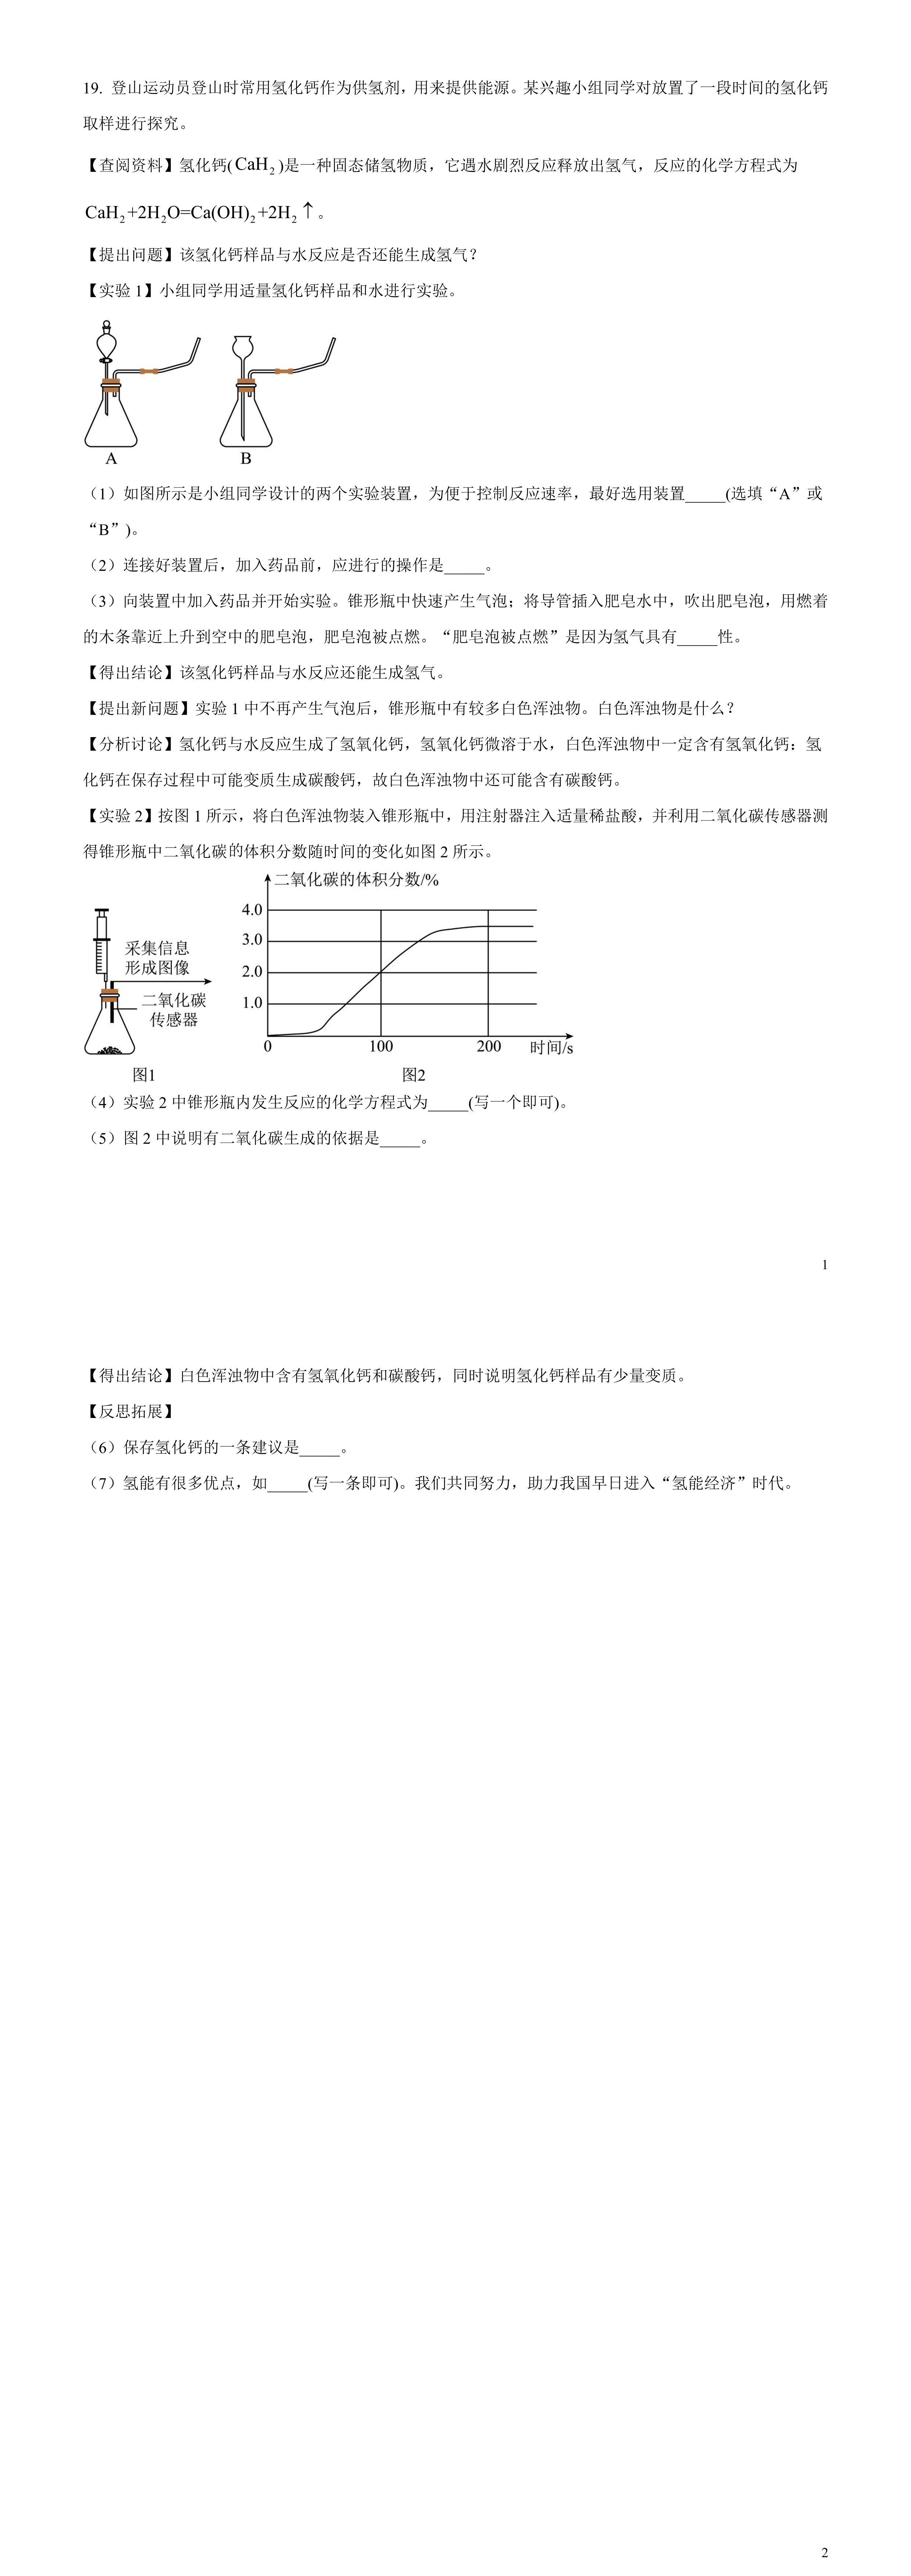 19. 登山运动员登山时常用氢化钙作为供氢剂，用来提供能源。某兴趣小组同学对放置了一段时间的氢化钙
取样进行探究。
【查阅资料】氢化钙(CaH₂)是一种固态储氢物质，它遇水剧烈反应释放出氢气，反应的化学方程式为
CaH₂+2H₂O=Ca(OH)₂+2H₂↑。
【提出问题】该氢化钙样品与水反应是否还能生成氢气？
【实验 1】小组同学用适量氢化钙样品和水进行实验。
A
B
（1）如图所示是小组同学设计的两个实验装置，为便于控制反应速率，最好选用装置_____(选填“A”或
“B”)。
（2）连接好装置后，加入药品前，应进行的操作是_____。
（3）向装置中加入药品并开始实验。锥形瓶中快速产生气泡；将导管插入肥皂水中，吹出肥皂泡，用燃着
的木条靠近上升到空中的肥皂泡，肥皂泡被点燃。“肥皂泡被点燃”是因为氢气具有_____性。
【得出结论】该氢化钙样品与水反应还能生成氢气。
【提出新问题】实验 1 中不再产生气泡后，锥形瓶中有较多白色浑浊物。白色浑浊物是什么？
【分析讨论】氢化钙与水反应生成了氢氧化钙，氢氧化钙微溶于水，白色浑浊物中一定含有氢氧化钙：氢
化钙在保存过程中可能变质生成碳酸钙，故白色浑浊物中还可能含有碳酸钙。
【实验 2】按图 1 所示，将白色浑浊物装入锥形瓶中，用注射器注入适量稀盐酸，并利用二氧化碳传感器测
得锥形瓶中二氧化碳的体积分数随时间的变化如图 2 所示。
采集信息
形成图像
二氧化碳
传感器
图1
二氧化碳的体积分数/%
4.0
3.0
2.0
1.0
0
100
200
时间/s
图2
（4）实验 2 中锥形瓶内发生反应的化学方程式为_____(写一个即可)。
（5）图 2 中说明有二氧化碳生成的依据是_____。
1
【得出结论】白色浑浊物中含有氢氧化钙和碳酸钙，同时说明氢化钙样品有少量变质。
【反思拓展】
（6）保存氢化钙的一条建议是_____。
（7）氢能有很多优点，如_____(写一条即可)。我们共同努力，助力我国早日进入“氢能经济”时代。
2